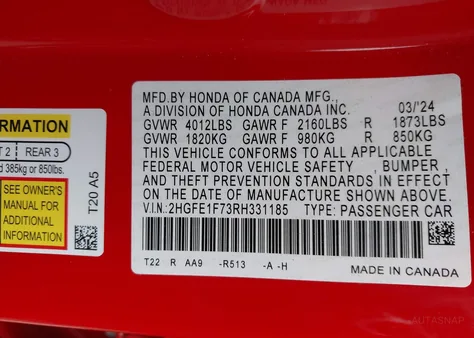 MFD.BY HONDA OF CANADA MFG.,
A DIVISION OF HONDA CANADA INC. 03/'24
GVWR 4012LBS GAWR F 2160LBS R 1873LBS
GVWR 1820KG GAWR F 980KG R 850KG
THIS VEHICLE CONFORMS TO ALL APPLICABLE
FEDERAL MOTOR VEHICLE SAFETY , BUMPER ,
AND THEFT PREVENTION STANDARDS IN EFFECT
ON THE DATE OF MANUFACTURE SHOWN ABOVE.
V.I.N.:2HGFE1F73RH331185 TYPE: PASSENGER CAR
T22 R AA9 -R513 -A -H
MADE IN CANADA
RMATION
T 2 REAR 3
d 385kg or 850lbs.
SEE OWNER'S
MANUAL FOR
ADDITIONAL
INFORMATION
T20 A5
AUTASNAP